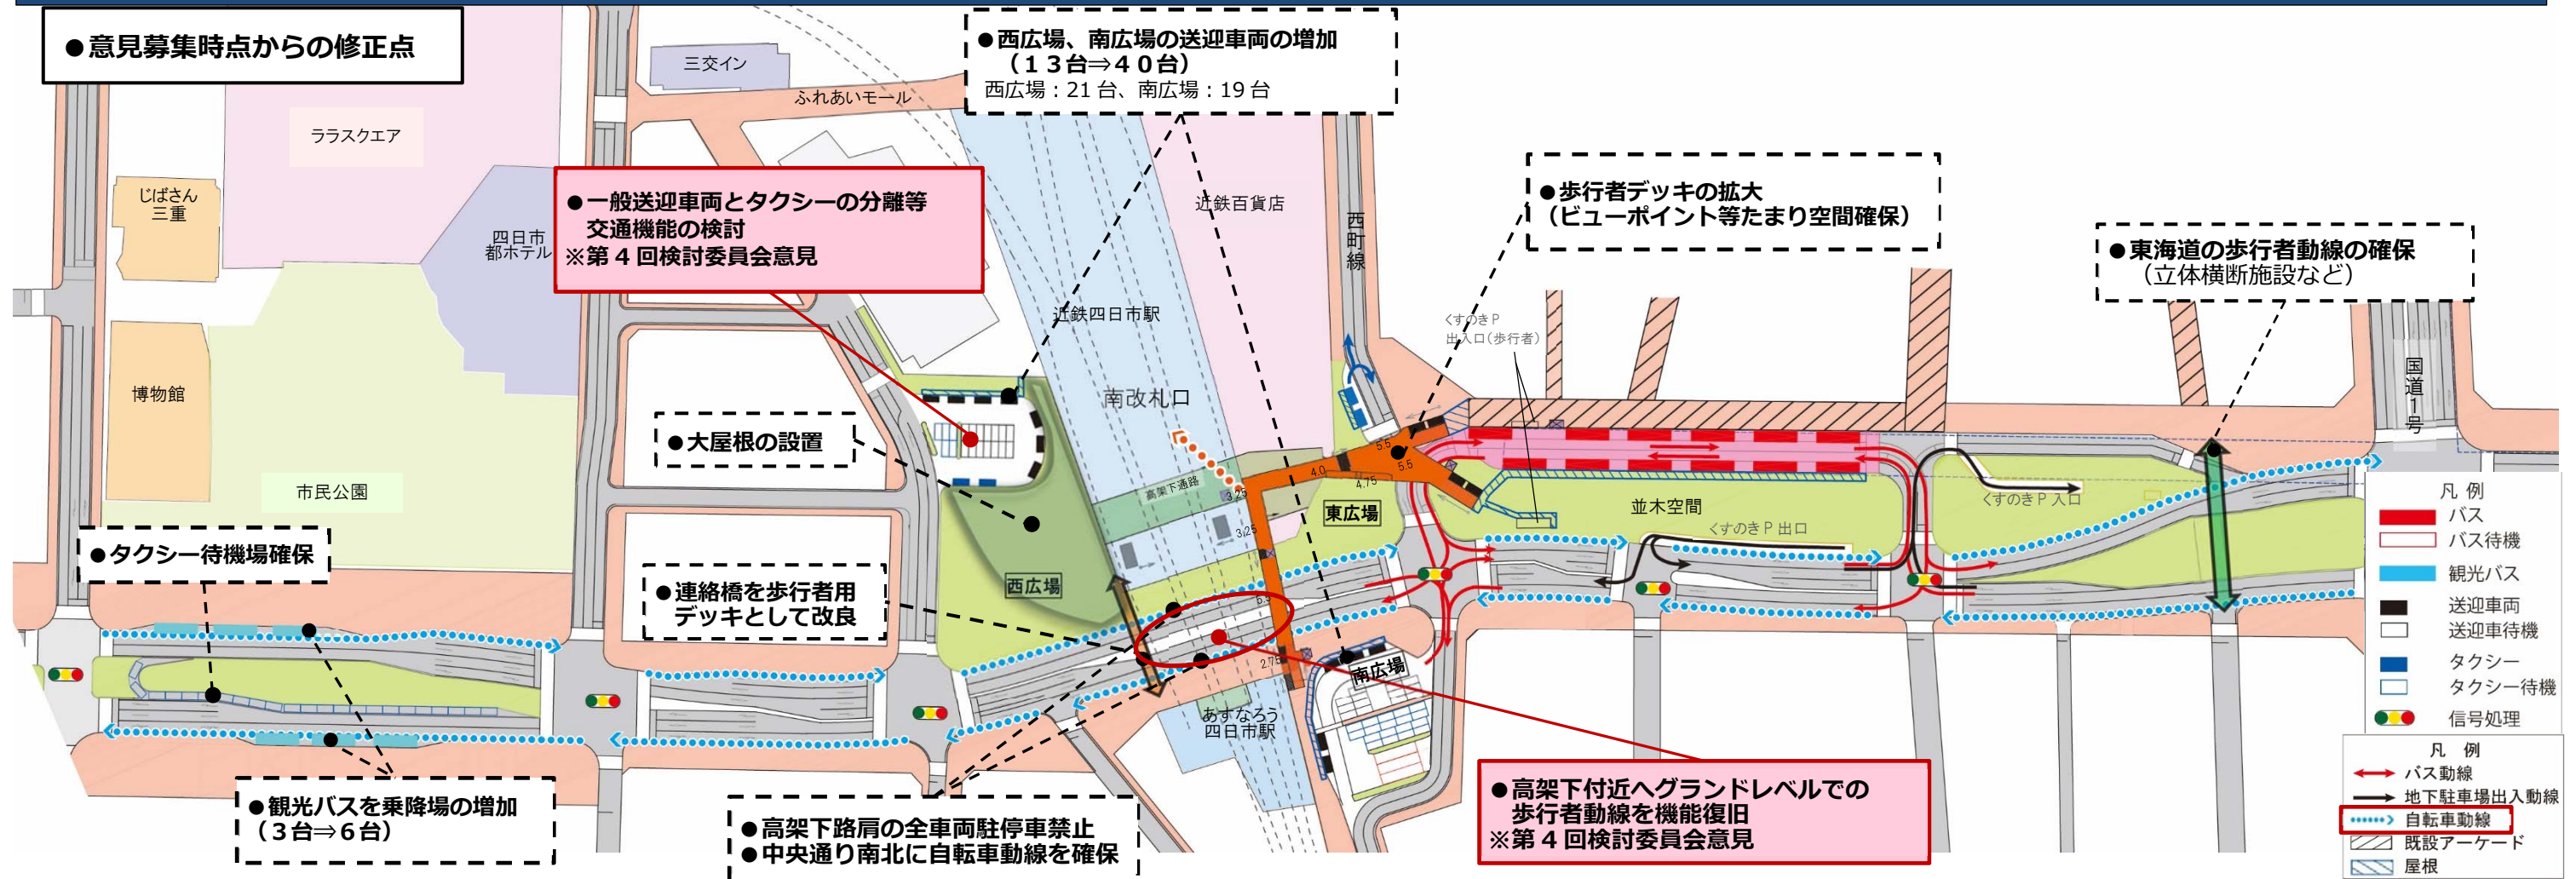 ●意見募集時点からの修正点
●西広場、南広場の送迎車両の増加
（１３台⇒４０台）
西広場：21 台、南広場：19 台
三交イン
ふれあいモール
ララスクエア
じばさん
三重
四日市
都ホテル
●一般送迎車両とタクシーの分離等
交通機能の検討
※第４回検討委員会意見
近鉄百貨店
西町線
●歩行者デッキの拡大
（ビューポイント等たまり空間確保）
●東海道の歩行者動線の確保
（立体横断施設など）
近鉄四日市駅
くすのきＰ
出入口（歩行者）
国道１号
博物館
南改札口
●大屋根の設置
5.5
5.5
4.0
4.75
高架下通路
3.25
3.25
東広場
並木空間
くすのきＰ 入口
くすのきＰ 出口
市民公園
●タクシー待機場確保
西広場
●連絡橋を歩行者用
デッキとして改良
2.75
南広場
あすなろう
四日市駅
●観光バスを乗降場の増加
（３台⇒６台）
●高架下路肩の全車両駐停車禁止
●中央通り南北に自転車動線を確保
●高架下付近へグランドレベルでの
歩行者動線を機能復旧
※第４回検討委員会意見
凡 例
バス
バス待機
観光バス
送迎車両
送迎車待機
タクシー
タクシー待機
信号処理
凡 例
バス動線
地下駐車場出入動線
自転車動線
既設アーケード
屋根